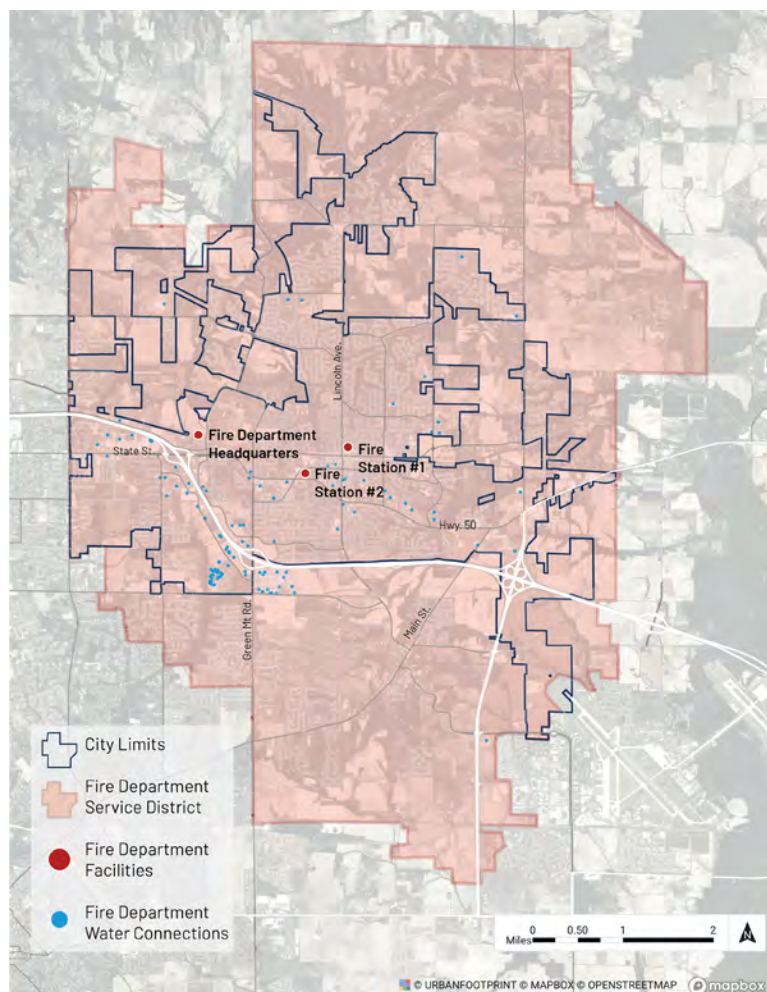 Lincoln Ave.
Fire Department
Headquarters
Fire
Station #1
State St.
Fire
Station #2
Hwy. 50
Green Mt Rd.
Main St.
City Limits
Fire Department
Service District
Fire Department
Facilities
Fire Department
Water Connections
0 0.50 1 2
Miles
N
© URBANFOOTPRINT © MAPBOX © OPENSTREETMAP
mapbox